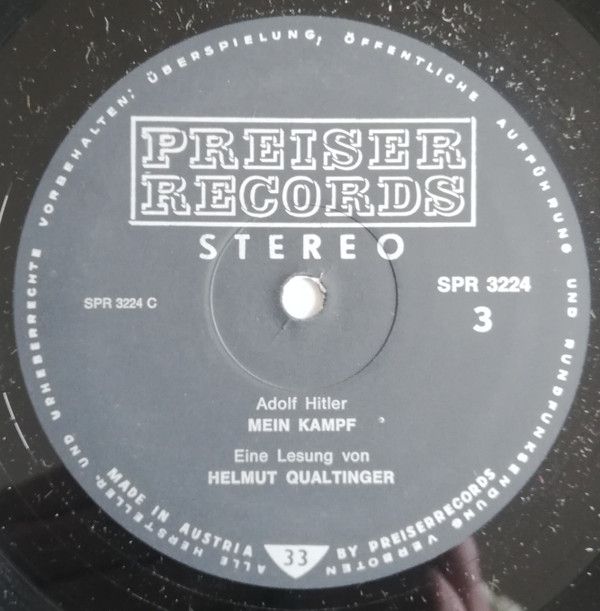 PREISER
RECORDS
STEREO
SPR 3224 C
SPR 3224
3
Adolf Hitler
MEIN KAMPF
Eine Lesung von
HELMUT QUALTINGER
MADE IN AUSTRIA 33 BY PREISERRECORDS
ALLE HERSTELLER- UND URHEBERRECHTE VORBEHALTEN; ÜBERSPIELUNG, ÖFFENTLICHE AUFFÜHRUNG UND RUNDFUNKSENDUNG VERBOTEN